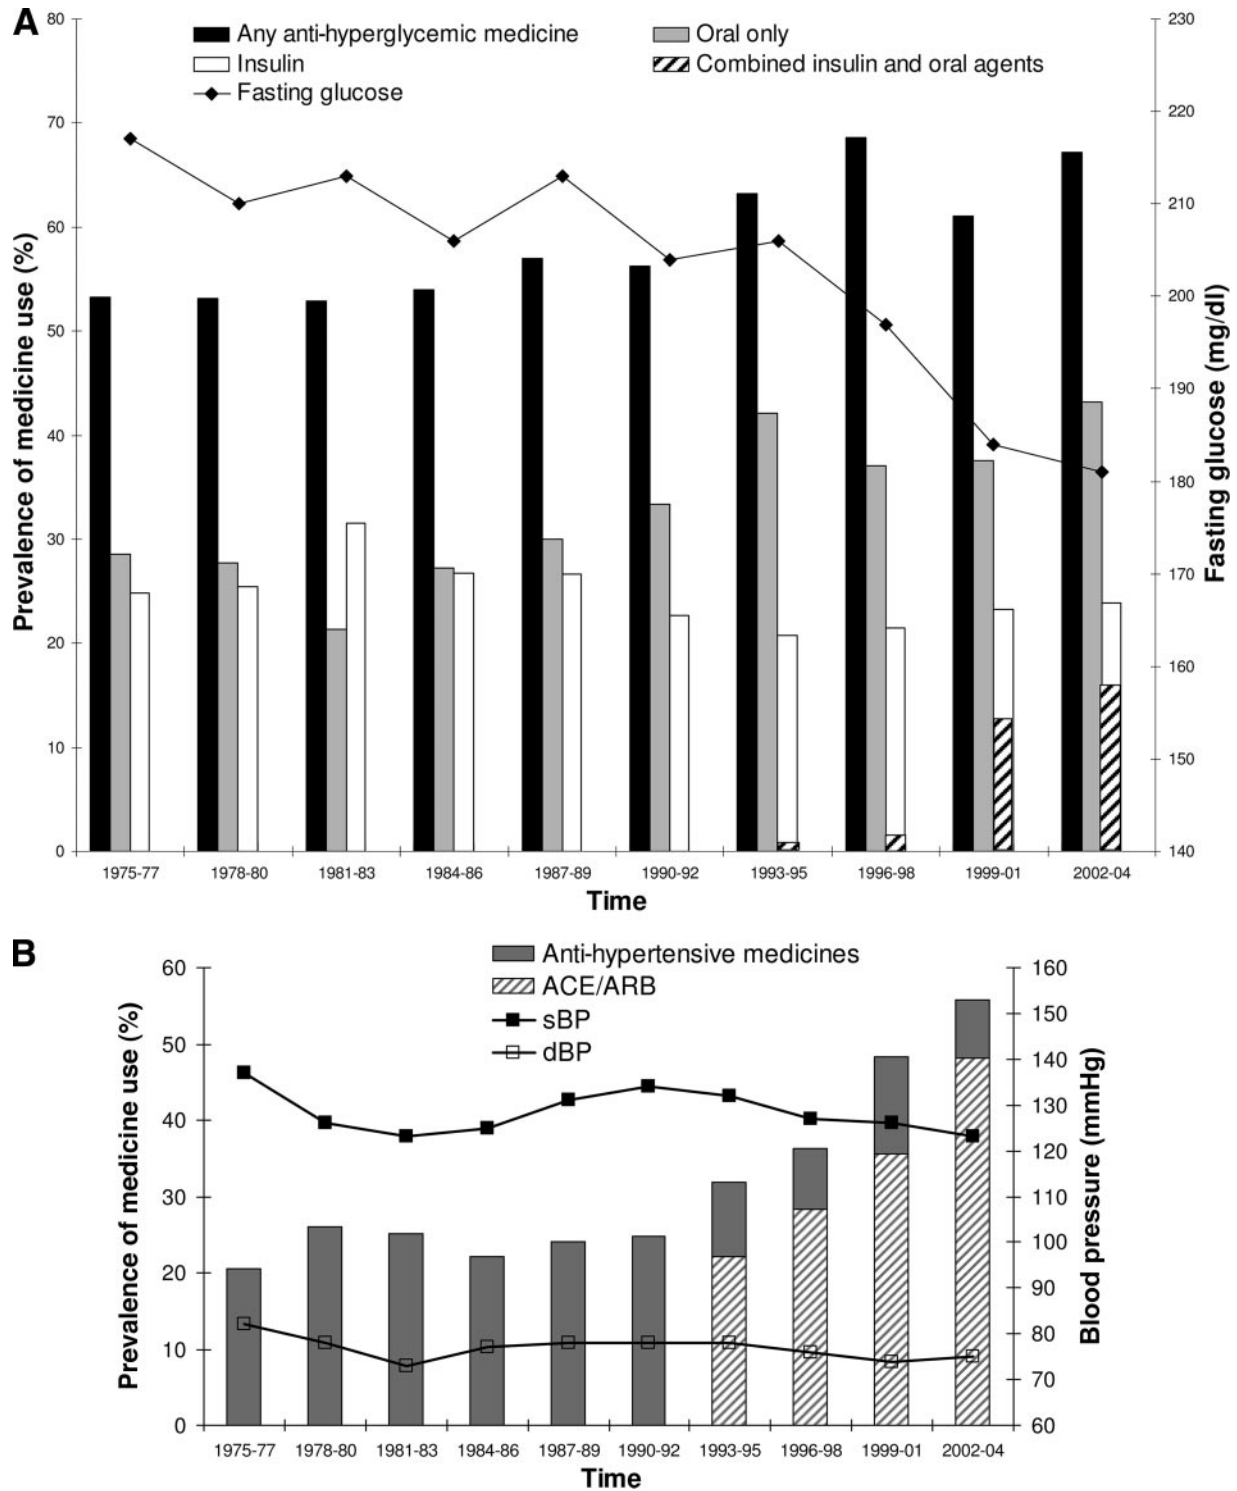 A
Any anti-hyperglycemic medicine
Oral only
Insulin
Combined insulin and oral agents
Fasting glucose
Prevalence of medicine use (%)
80
70
60
50
40
30
20
10
0
Fasting glucose (mg/dl)
230
220
210
200
190
180
170
160
150
140
1975-77 1978-80 1981-83 1984-86 1987-89 1990-92 1993-95 1996-98 1999-01 2002-04
Time
B
Anti-hypertensive medicines
ACE/ARB
sBP
dBP
Prevalence of medicine use (%)
60
50
40
30
20
10
0
Blood pressure (mmHg)
160
150
140
130
120
110
100
90
80
70
60
1975-77 1978-80 1981-83 1984-86 1987-89 1990-92 1993-95 1996-98 1999-01 2002-04
Time